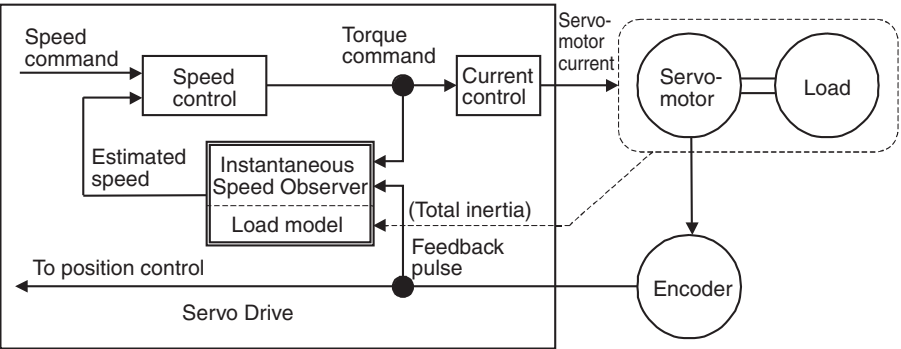 Speed
command
Speed
control
Torque
command
Current
control
Servo-
motor
current
Servo-
motor
Load
Estimated
speed
Instantaneous
Speed Observer
Load model
(Total inertia)
Feedback
pulse
To position control
Encoder
Servo Drive